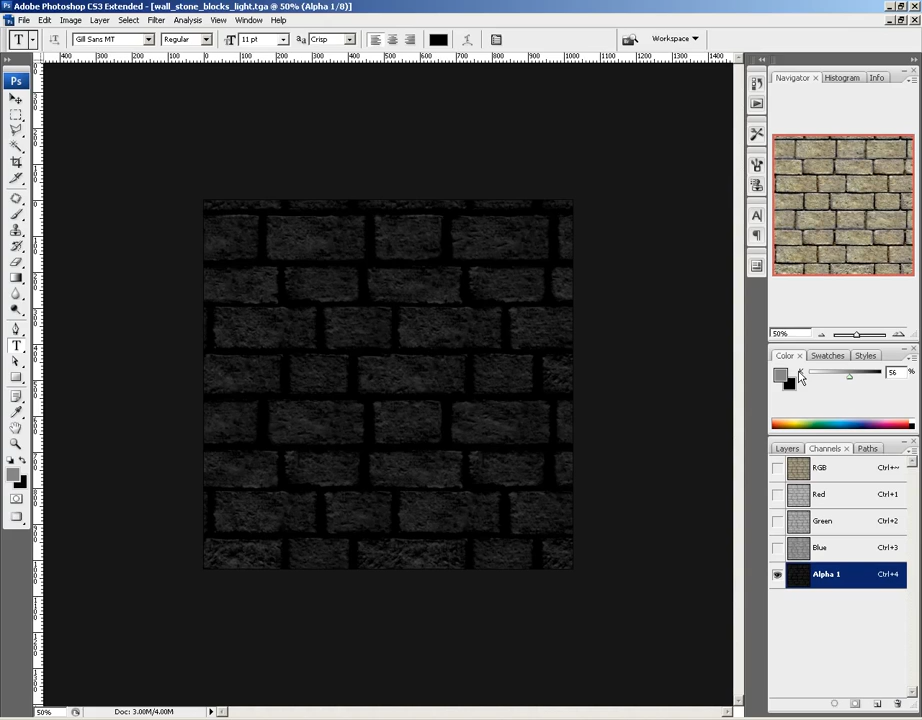 Adobe Photoshop CS3 Extended - [wall_stone_blocks_light.tga @ 50% (Alpha 1/8)]
File Edit Image Layer Select Filter Analysis View Window Help
T Gill Sans MT Regular 11 pt Crisp Workspace
Ps
Navigator Histogram Info
50%
Color Swatches Styles
K 56 %
Layers Channels Paths
RGB Ctrl+~
Red Ctrl+1
Green Ctrl+2
Blue Ctrl+3
Alpha 1 Ctrl+4
50% Doc: 3.00M/4.00M